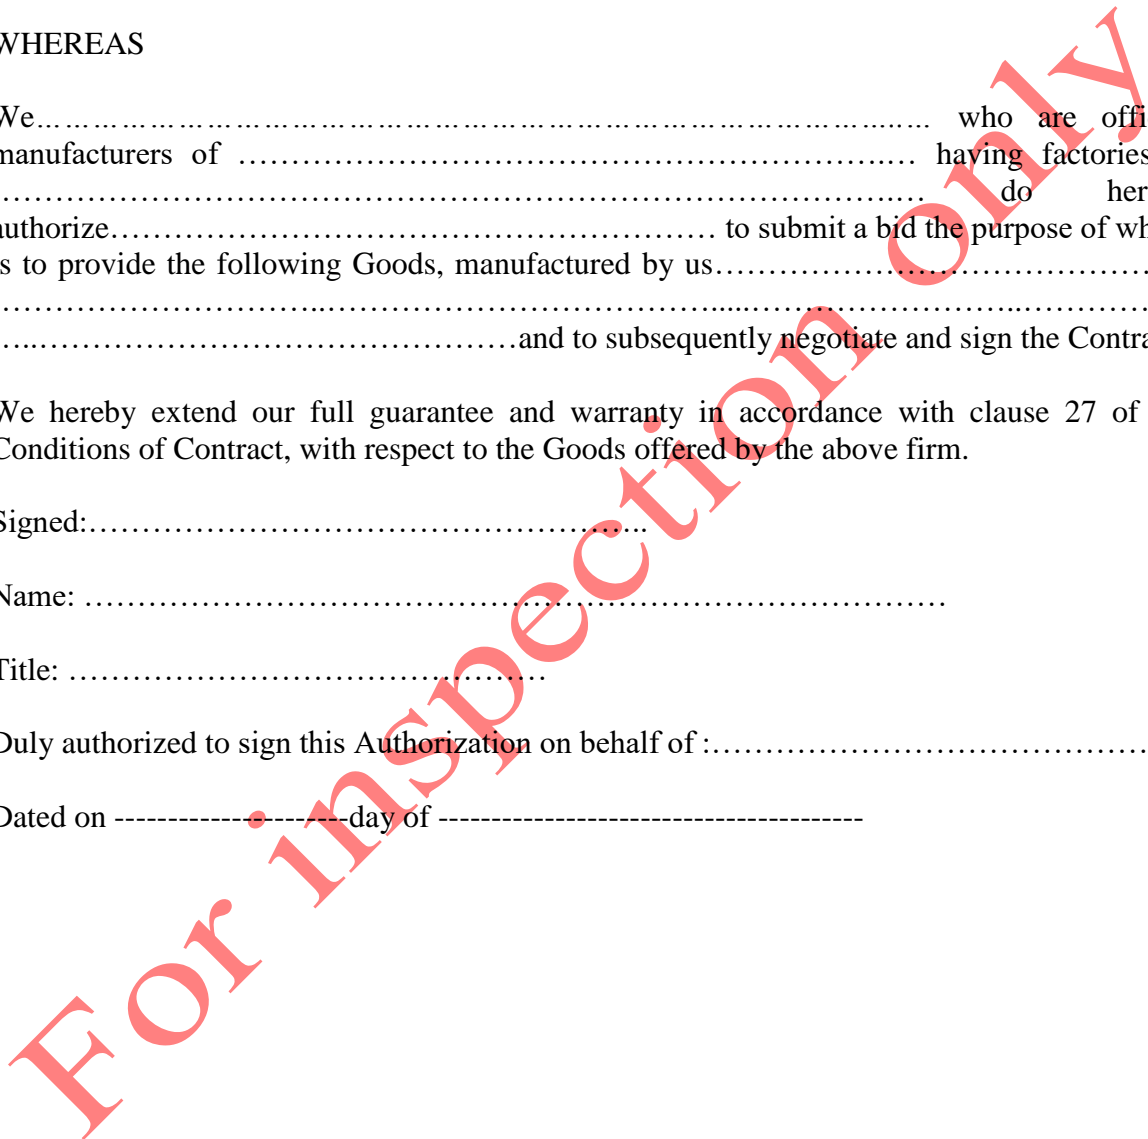 WHEREAS
We…………………………………………………………………………….… who are offi
manufacturers of ……………………………………………………………… having factories
…………………………………………………………………………….… do her
authorize……………………………………………………… to submit a bid the purpose of wh
is to provide the following Goods, manufactured by us……………………………………
……………………………..…………………………………....……………………..…………
…..……………………………………………and to subsequently negotiate and sign the Contra
We hereby extend our full guarantee and warranty in accordance with clause 27 of
Conditions of Contract, with respect to the Goods offered by the above firm.
Signed:…………………………………………………..
Name: ………………………………………………………………………………
Title: ………………………………………….
Duly authorized to sign this Authorization on behalf of :………………………………………
Dated on ----------------------day of ----------------------------------------
For inspection only